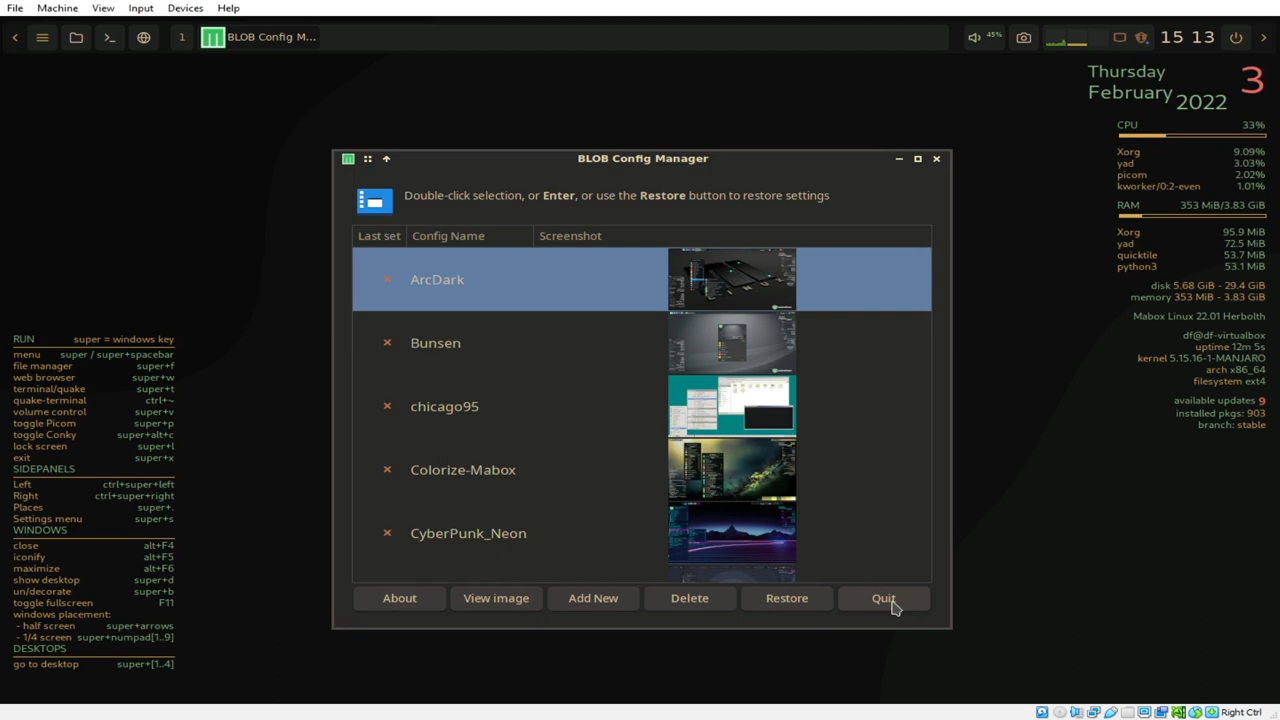 File Machine View Input Devices Help
1 BLOB Config M... 45% 15 13
Thursday 3
February 2022
CPU 33%
Xorg 9.09%
yad 3.03%
picom 2.02%
kworker/0:2-even 1.01%
RAM 353 MiB/3.83 GiB
Xorg 95.9 MiB
yad 72.5 MiB
quicktile 53.7 MiB
python3 53.1 MiB
disk 5.68 GiB - 29.4 GiB
memory 353 MiB - 3.83 GiB
Mabox Linux 22.01 Herbolth
df@df-virtualbox
uptime 12m 5s
kernel 5.15.16-1-MANJARO
arch x86_64
filesystem ext4
available updates 9
installed pkgs: 903
branch: stable
BLOB Config Manager
Double-click selection, or Enter, or use the Restore button to restore settings
Last set Config Name Screenshot
ArcDark
Bunsen
chicago95
Colorize-Mabox
CyberPunk_Neon
About View image Add New Delete Restore Quit
RUN super = windows key
menu super / super+spacebar
file manager super+f
web browser super+w
terminal/quake super+t
quake-terminal ctrl+~
volume control super+v
toggle Picom super+p
toggle Conky super+alt+c
lock screen super+l
exit super+x
SIDEPANELS
Left ctrl+super+left
Right ctrl+super+right
Places super+.
Settings menu super+s
WINDOWS
close alt+F4
iconify alt+F5
maximize alt+F6
show desktop super+d
un/decorate super+b
toggle fullscreen F11
windows placement:
- half screen super+arrows
- 1/4 screen super+numpad[1..9]
DESKTOPS
go to desktop super+[1..4]
Right Ctrl